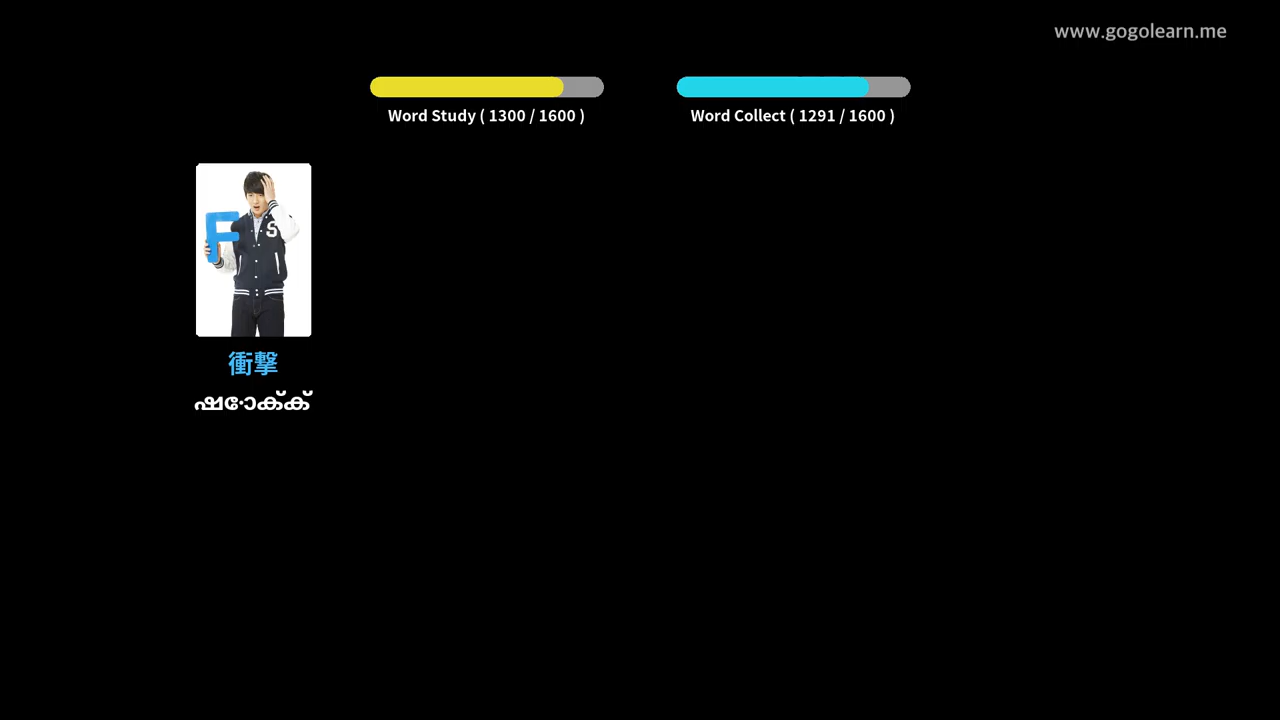 www.gogolearn.me
Word Study ( 1300 / 1600 )
Word Collect ( 1291 / 1600 )
F
S
衝撃
ഷോക്ക്